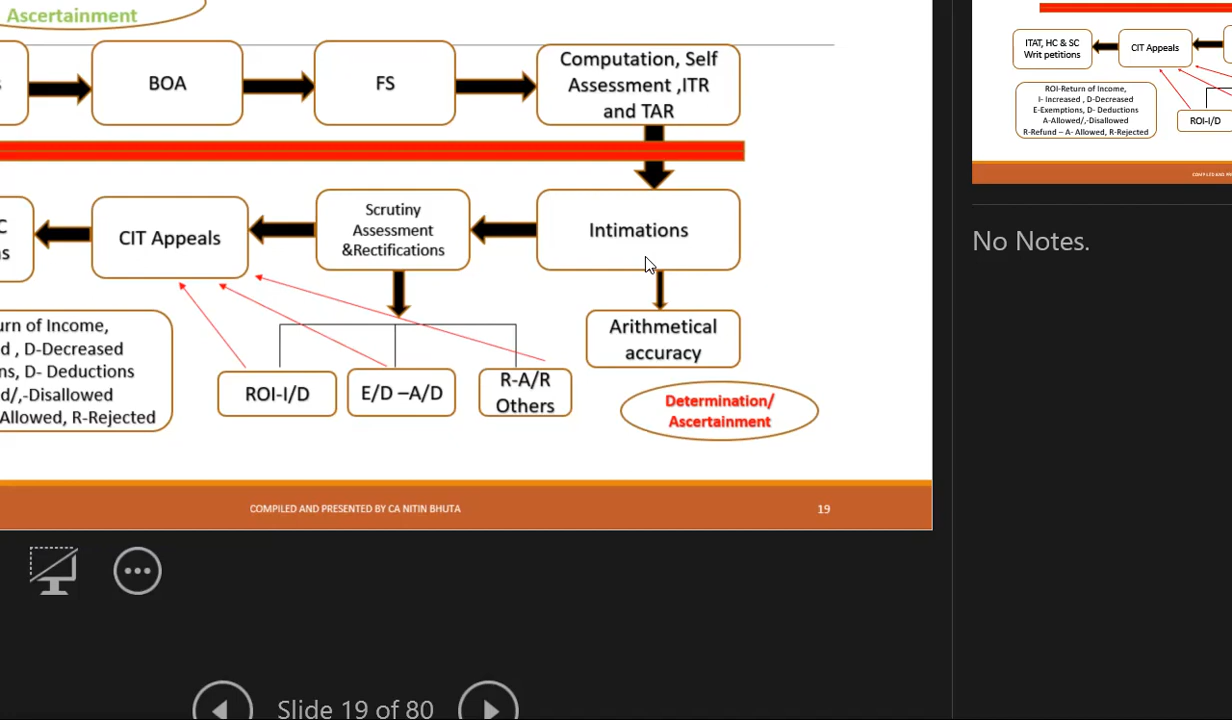 Ascertainment
s
BOA
FS
Computation, Self
Assessment ,ITR
and TAR
C
ns
CIT Appeals
Scrutiny
Assessment
&Rectifications
Intimations
Arithmetical
accuracy
urn of Income,
d , D-Decreased
ns, D- Deductions
d/,-Disallowed
Allowed, R-Rejected
ROI-I/D
E/D –A/D
R-A/R
Others
Determination/
Ascertainment
COMPILED AND PRESENTED BY CA NITIN BHUTA
19
Slide 19 of 80
ITAT, HC & SC
Writ petitions
CIT Appeals
ROI-Return of Income,
I- Increased , D-Decreased
E-Exemptions, D- Deductions
A-Allowed/,-Disallowed
R-Refund – A- Allowed, R-Rejected
ROI-I/D
No Notes.